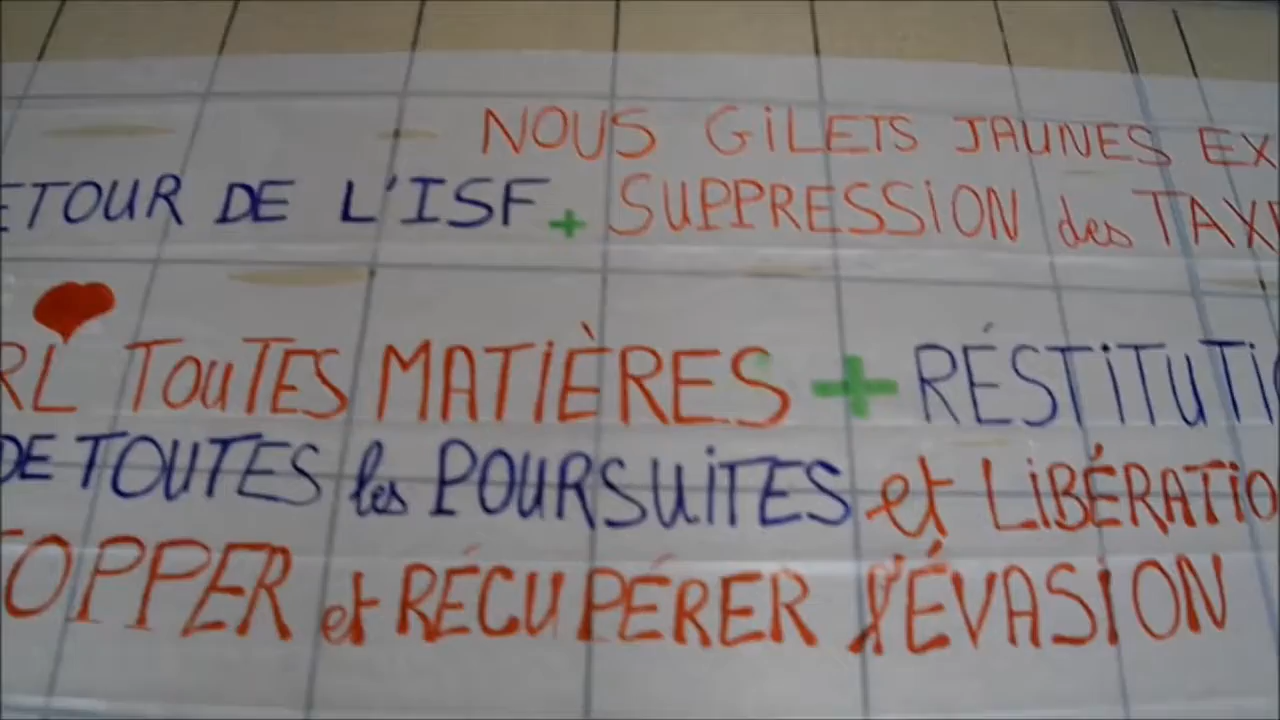 NOUS GiLETS JAUNES EX
ETOUR DE L'ISF + SUPPRESSiON des TAXE
RL TOuTES MATIÈRES + RÉSTiTUTi
DE TOUTES les POURSUiTES et LiBÉRATIO
TOPPER et RÉCUPÉRER l'ÉVASiON